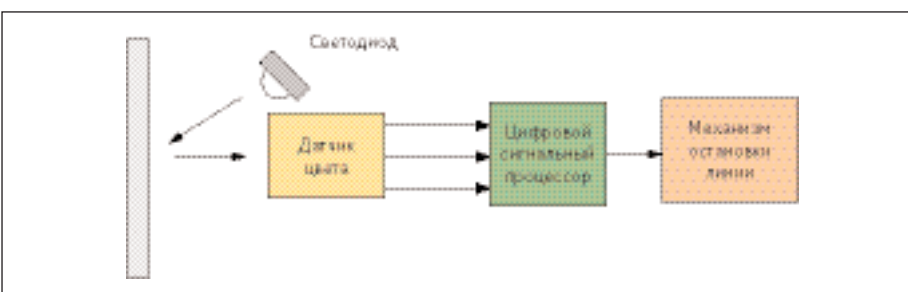 Светодиод
Датчик
цвета
Цифровой
сигнальный
процессор
Механизм
остановки
линии